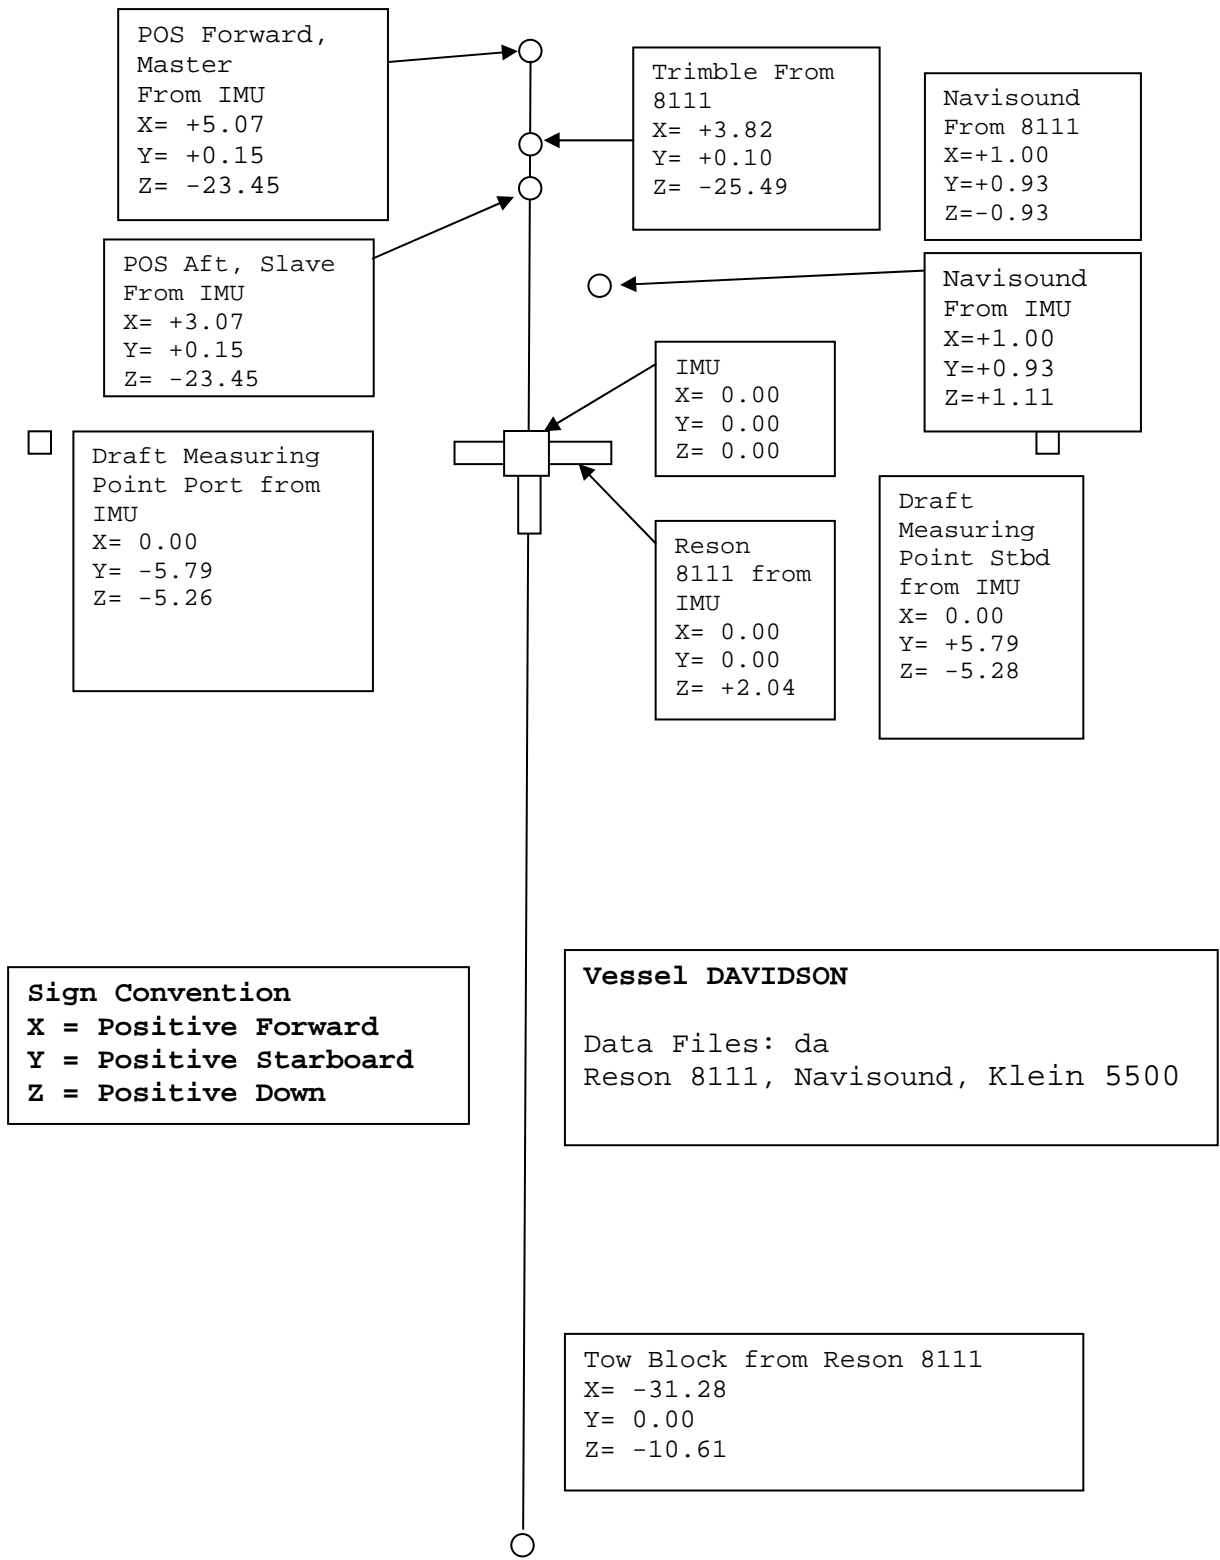 POS Forward,
Master
From IMU
X= +5.07
Y= +0.15
Z= -23.45
Trimble From
8111
X= +3.82
Y= +0.10
Z= -25.49
Navisound
From 8111
X=+1.00
Y=+0.93
Z=-0.93
POS Aft, Slave
From IMU
X= +3.07
Y= +0.15
Z= -23.45
Navisound
From IMU
X=+1.00
Y=+0.93
Z=+1.11
IMU
X= 0.00
Y= 0.00
Z= 0.00
Draft Measuring
Point Port from
IMU
X= 0.00
Y= -5.79
Z= -5.26
Reson
8111 from
IMU
X= 0.00
Y= 0.00
Z= +2.04
Draft
Measuring
Point Stbd
from IMU
X= 0.00
Y= +5.79
Z= -5.28
Sign Convention
X = Positive Forward
Y = Positive Starboard
Z = Positive Down
Vessel DAVIDSON
Data Files: da
Reson 8111, Navisound, Klein 5500
Tow Block from Reson 8111
X= -31.28
Y= 0.00
Z= -10.61